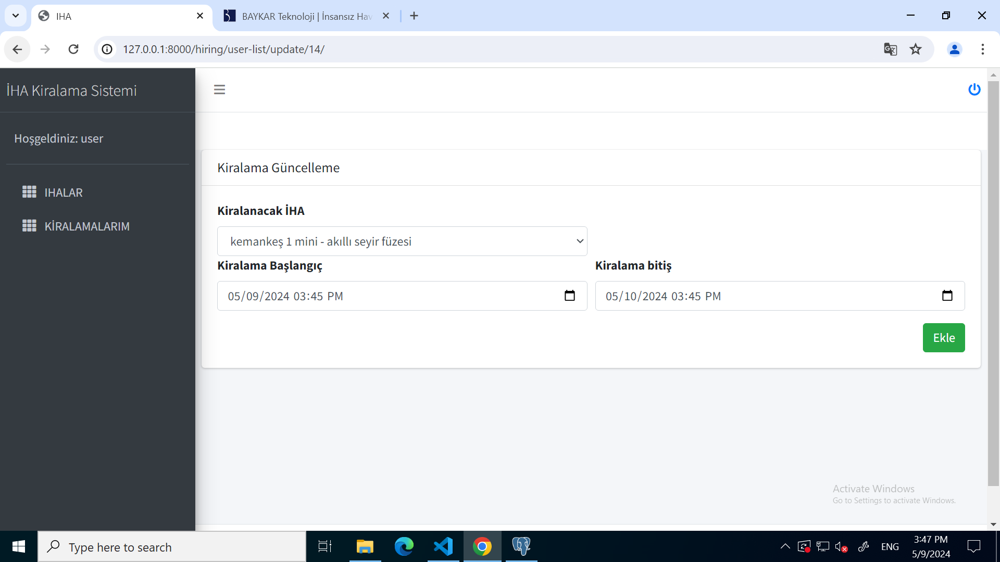 IHA
BAYKAR Teknoloji | İnsansız Hav
127.0.0.1:8000/hiring/user-list/update/14/
İHA Kiralama Sistemi
Hoşgeldiniz: user
IHALAR
KİRALAMALARIM
Kiralama Güncelleme
Kiralanacak İHA
kemankeş 1 mini - akıllı seyir füzesi
Kiralama Başlangıç
Kiralama bitiş
05/09/2024 03:45 PM
05/10/2024 03:45 PM
Ekle
Activate Windows
Go to Settings to activate Windows.
Type here to search
ENG
3:47 PM
5/9/2024